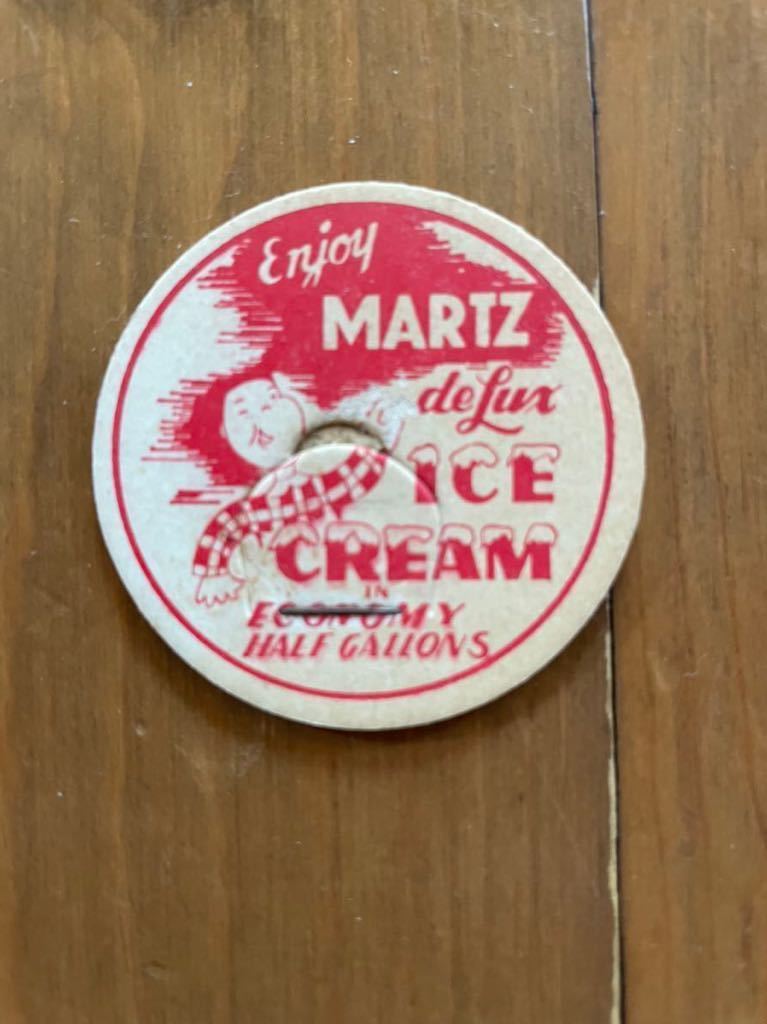 Enjoy
MARTZ
de Lux
ICE
CREAM
IN
ECONOMY
HALF GALLONS